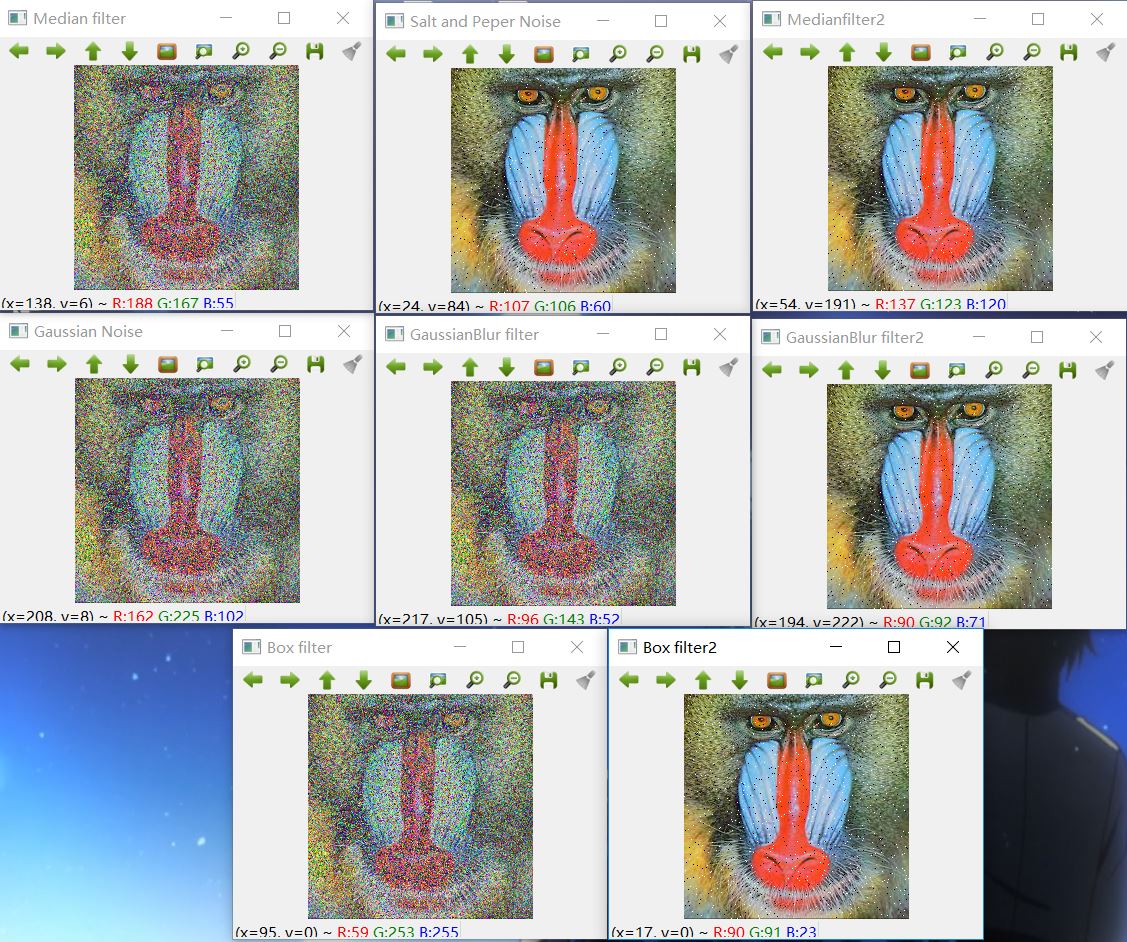 Median filter
(x=138, y=6) ~ R:188 G:167 B:55
Salt and Peper Noise
(x=24, y=84) ~ R:107 G:106 B:60
Medianfilter2
(x=54, y=191) ~ R:137 G:123 B:120
Gaussian Noise
(x=208, y=8) ~ R:162 G:225 B:102
GaussianBlur filter
(x=217, y=105) ~ R:96 G:143 B:52
GaussianBlur filter2
(x=194, y=222) ~ R:90 G:92 B:71
Box filter
(x=95, y=0) ~ R:59 G:253 B:255
Box filter2
(x=17, y=0) ~ R:90 G:91 B:23